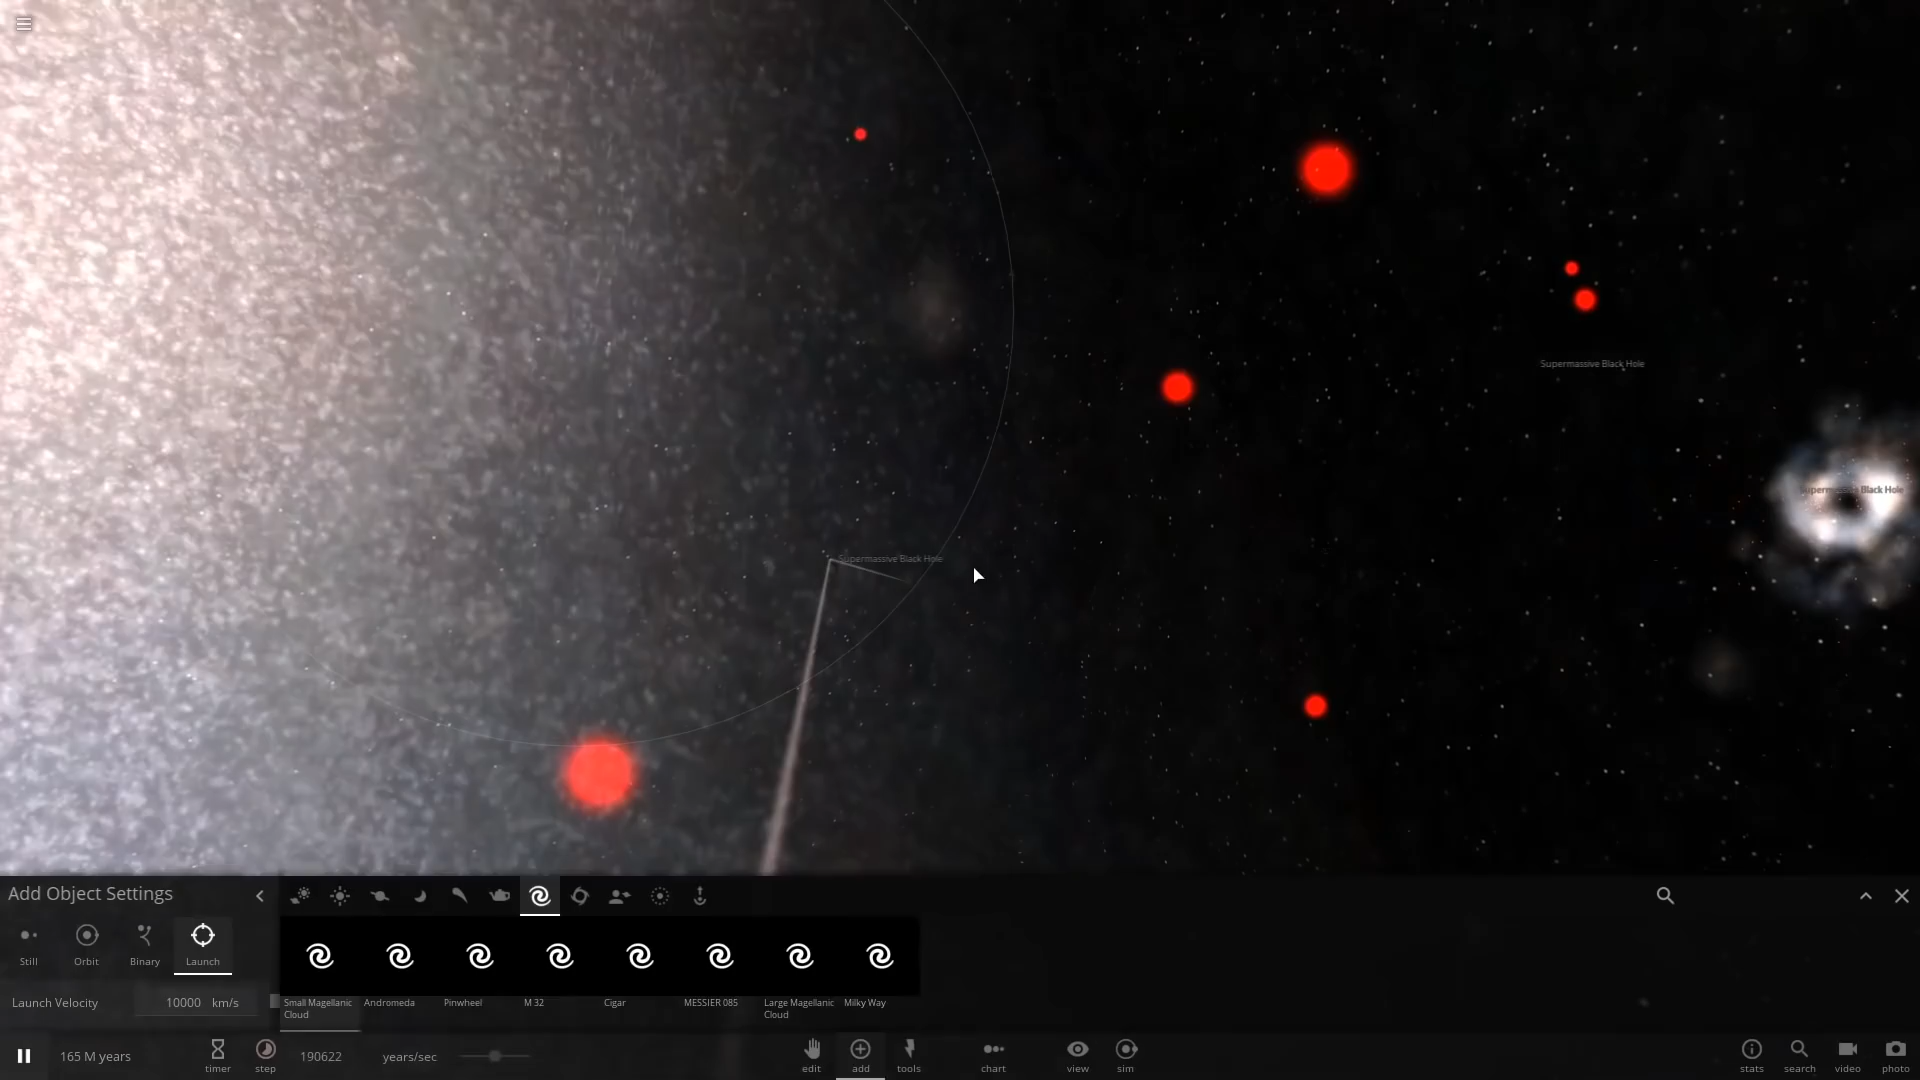 Supermassive Black Hole
Supermassive Black Hole
Supermassive Black Hole
Add Object Settings
Still
Orbit
Binary
Launch
Launch Velocity
10000 km/s
Small Magellanic
Cloud
Andromeda
Pinwheel
M 32
Cigar
MESSIER 085
Large Magellanic
Cloud
Milky Way
165 M years
timer
step
190622
years/sec
edit
add
tools
chart
view
sim
stats
search
video
photo